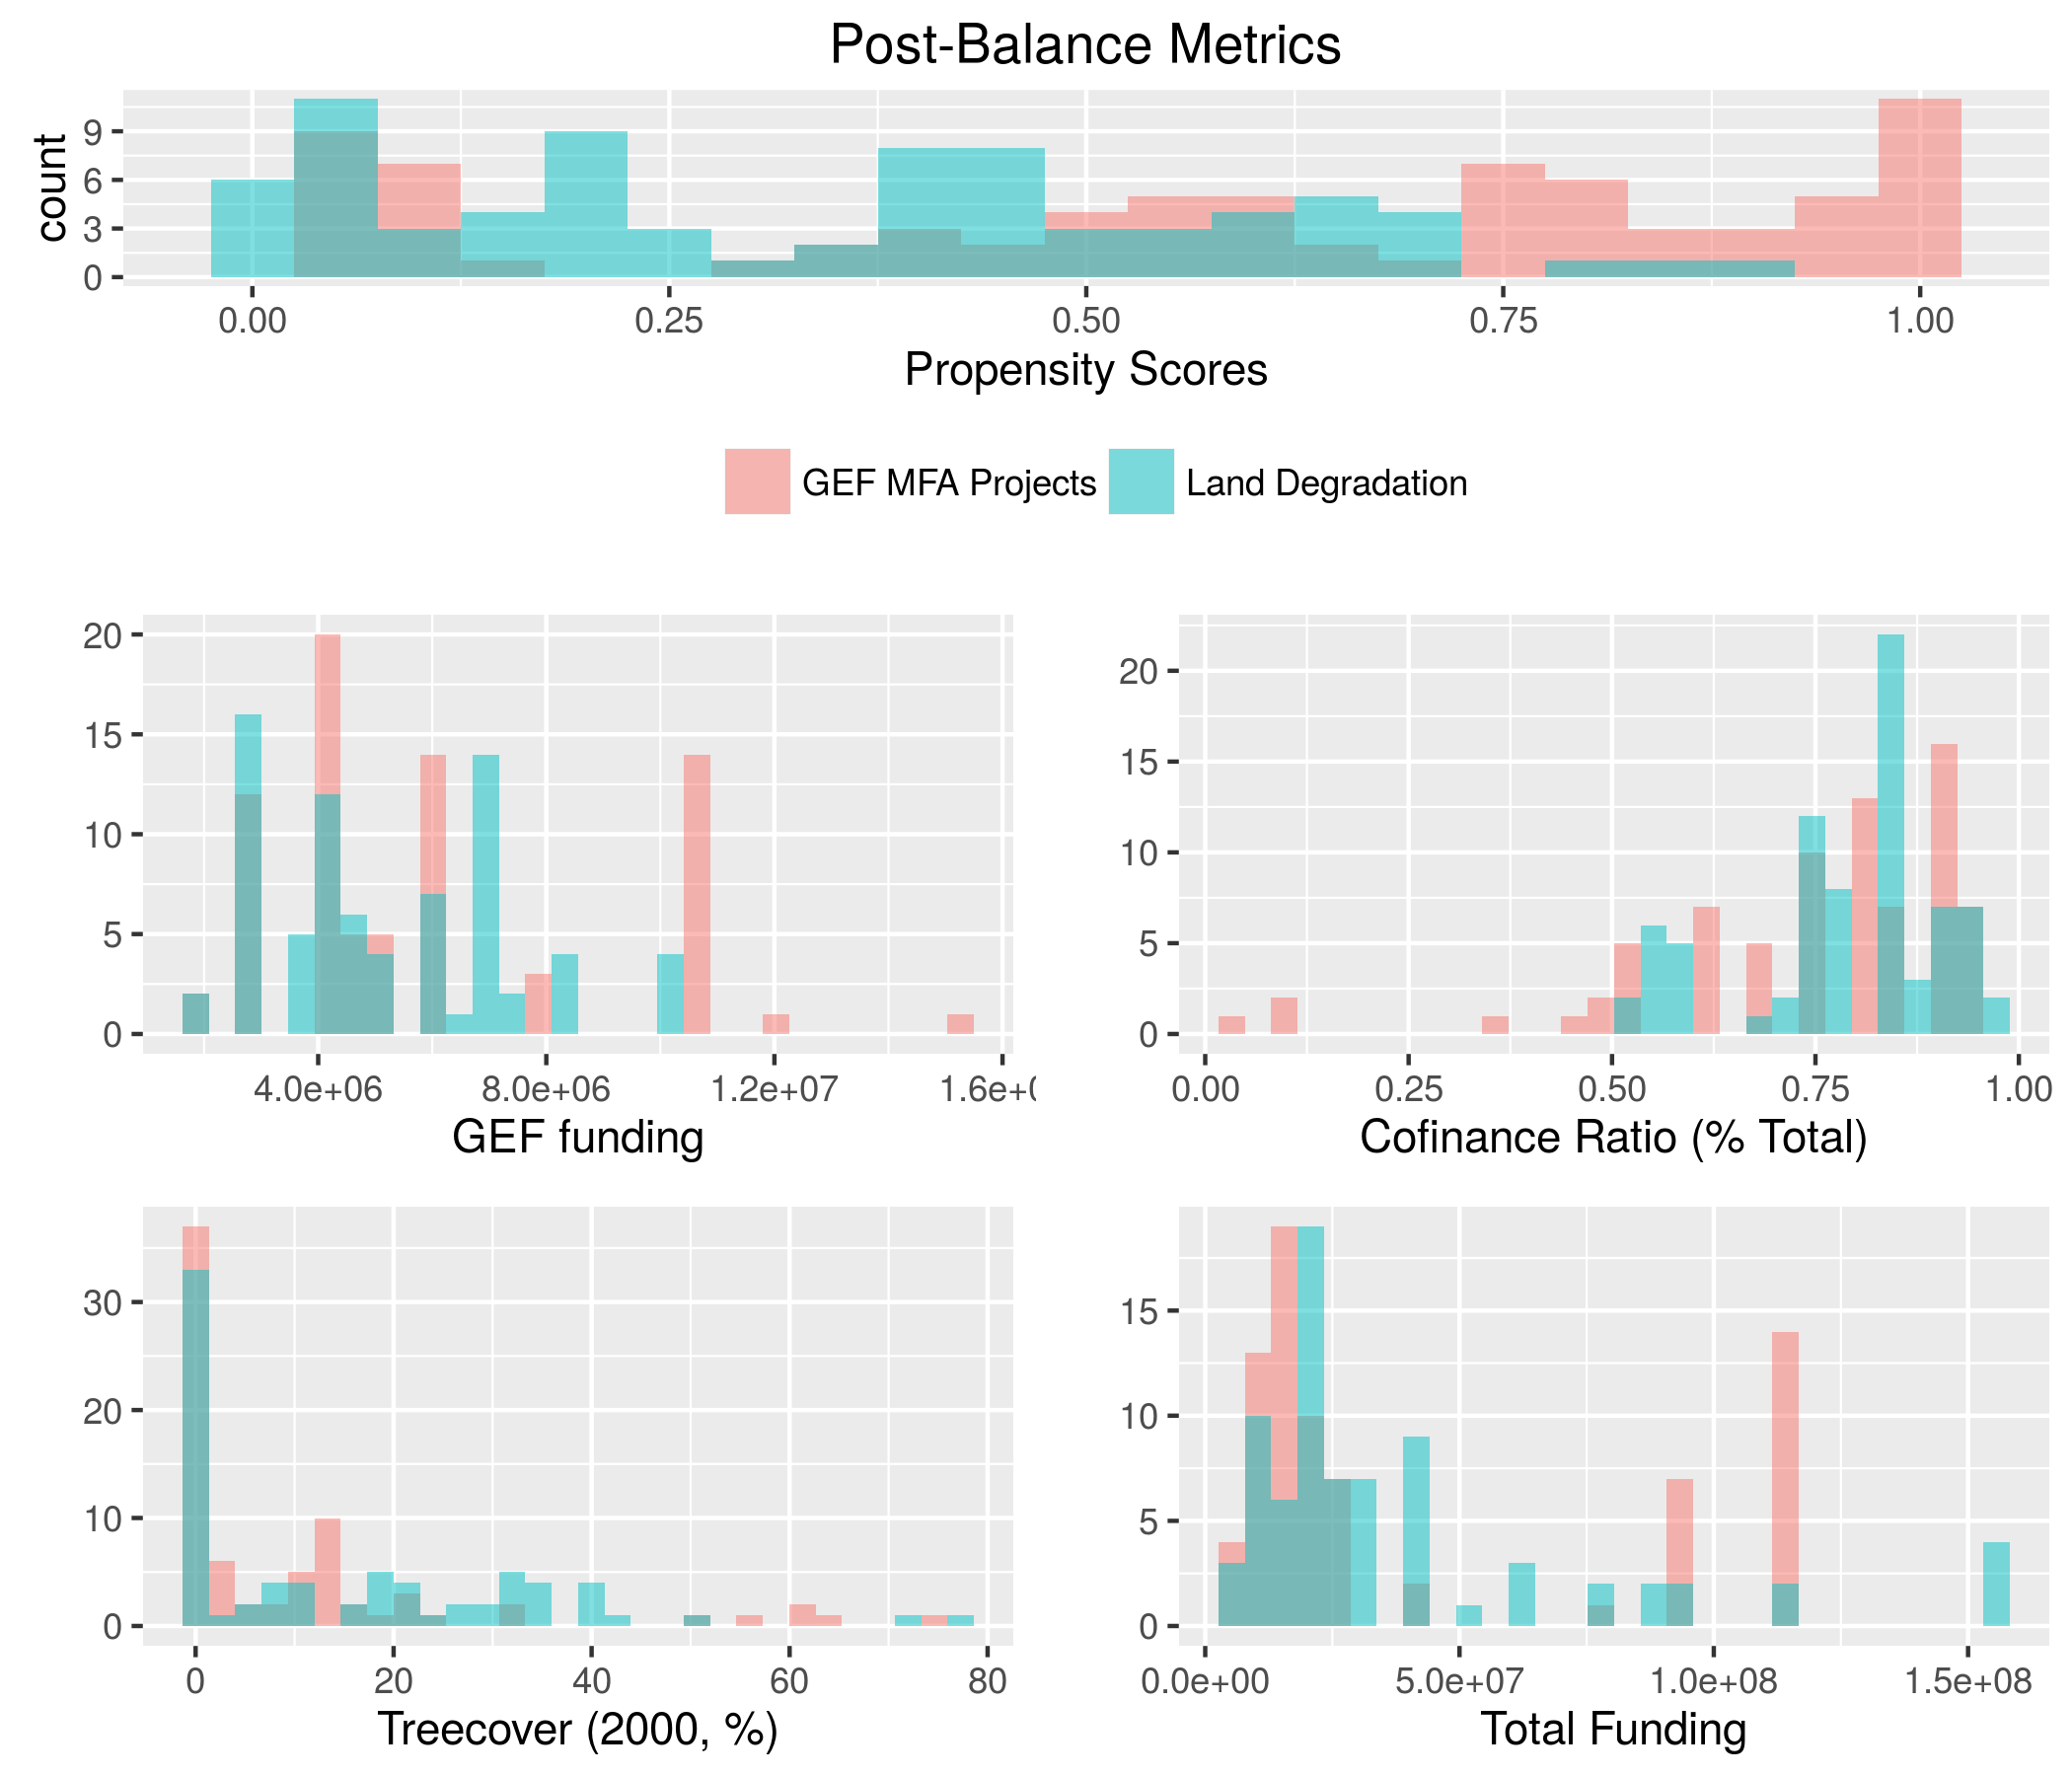 Post-Balance Metrics
count
9
6
3
0
0.00 0.25 0.50 0.75 1.00
Propensity Scores
GEF MFA Projects Land Degradation
20
15
10
5
0
4.0e+06 8.0e+06 1.2e+07 1.6e+0
GEF funding
20
15
10
5
0
0.00 0.25 0.50 0.75 1.00
Cofinance Ratio (% Total)
30
20
10
0
0 20 40 60 80
Treecover (2000, %)
15
10
5
0
0.0e+00 5.0e+07 1.0e+08 1.5e+08
Total Funding